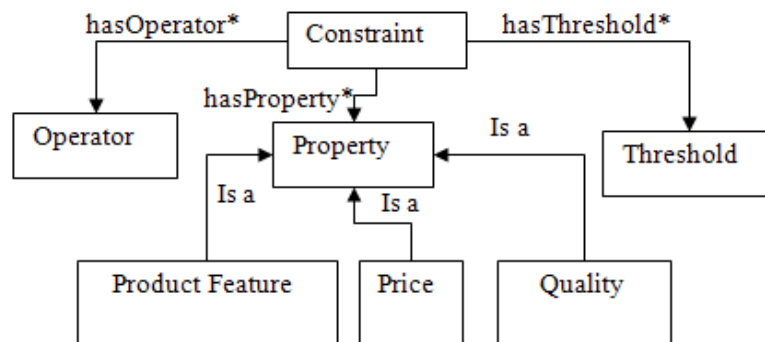 hasOperator*
Constraint
hasThreshold*
hasProperty*
Operator
Property
Is a
Threshold
Is a
Is a
Product Feature
Price
Quality